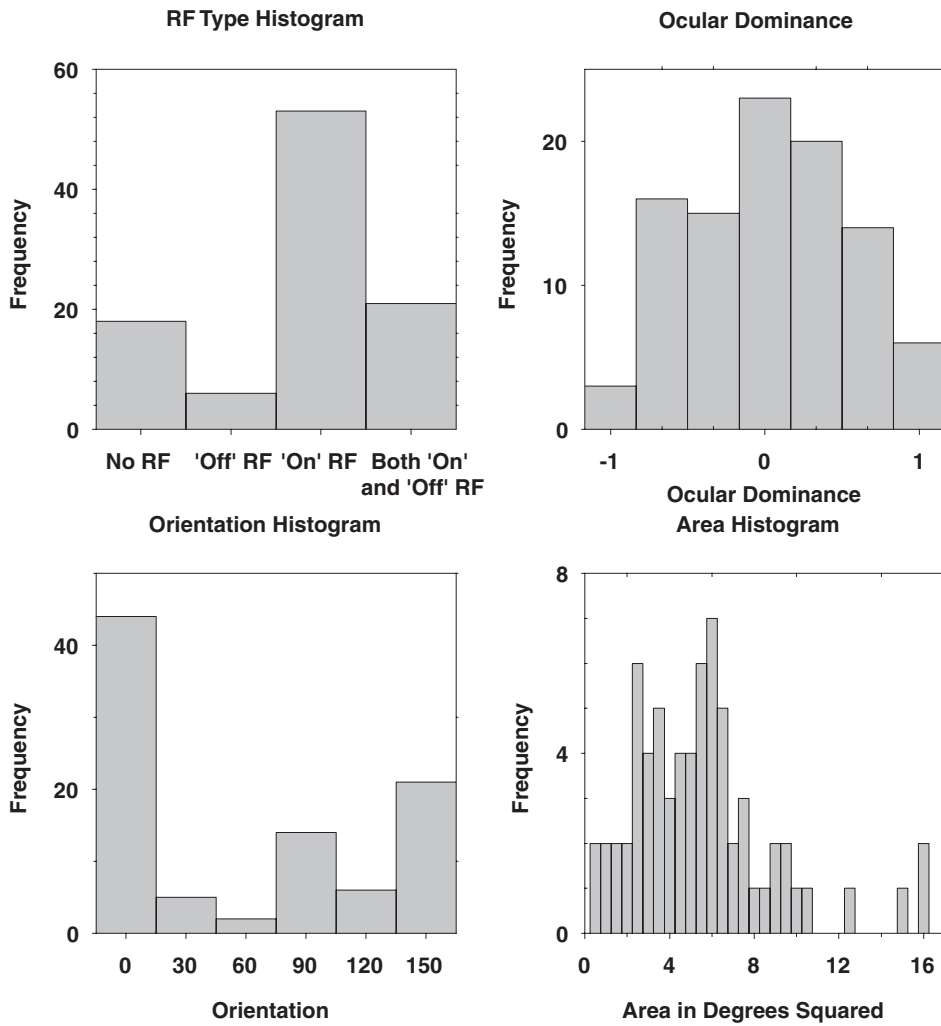 RF Type Histogram
Frequency
60
40
20
0
No RF 'Off' RF 'On' RF Both 'On'
and 'Off' RF
Ocular Dominance
Frequency
20
10
0
-1 0 1
Ocular Dominance
Orientation Histogram
Frequency
40
20
0
0 30 60 90 120 150
Orientation
Area Histogram
Frequency
8
4
0
0 4 8 12 16
Area in Degrees Squared